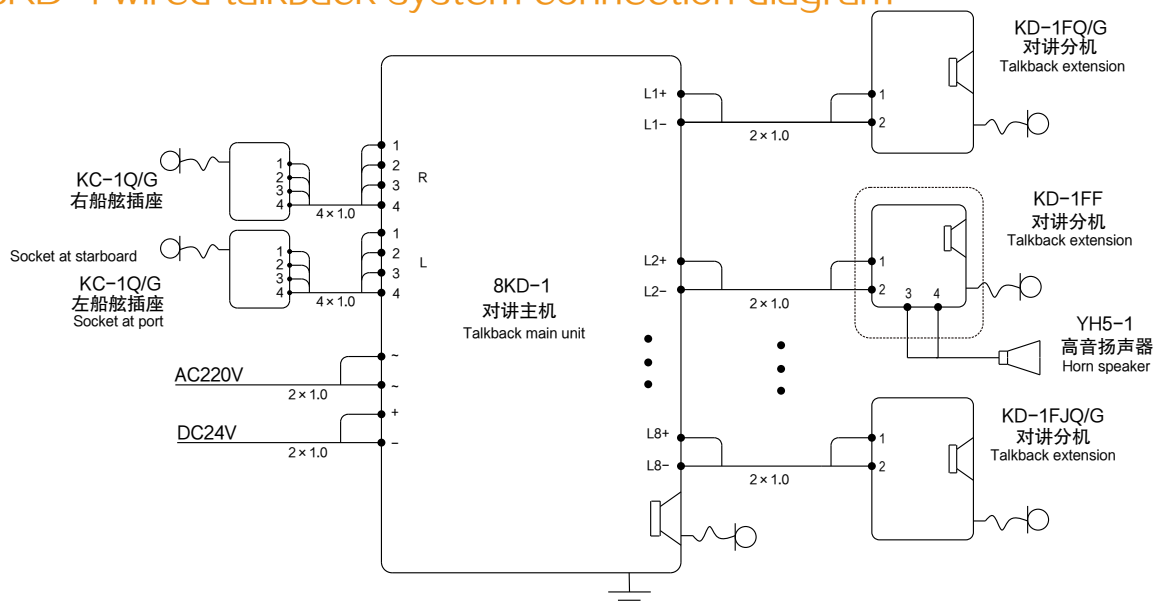 8KD-1 wired talkback system connection diagram
KD-1FQ/G
对讲分机
Talkback extension
L1+
L1-
2×1.0
1
2
KC-1Q/G
右船舷插座
Socket at starboard
1
2
3
4
4×1.0
1
2
3
4
R
KC-1Q/G
左船舷插座
Socket at port
1
2
3
4
4×1.0
1
2
3
4
L
8KD-1
对讲主机
Talkback main unit
L2+
L2-
2×1.0
1
2
3 4
KD-1FF
对讲分机
Talkback extension
YH5-1
高音扬声器
Horn speaker
AC220V
2×1.0
~
~
DC24V
2×1.0
+
-
L8+
L8-
2×1.0
1
2
KD-1FJQ/G
对讲分机
Talkback extension